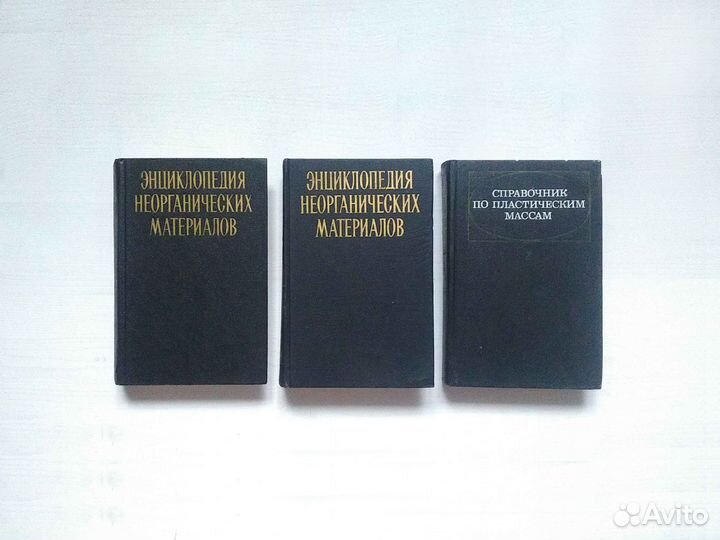 ЭНЦИКЛОПЕДИЯ
НЕОРГАНИЧЕСКИХ
МАТЕРИАЛОВ
ЭНЦИКЛОПЕДИЯ
НЕОРГАНИЧЕСКИХ
МАТЕРИАЛОВ
СПРАВОЧНИК
ПО ПЛАСТИЧЕСКИМ
МАССАМ
Avito